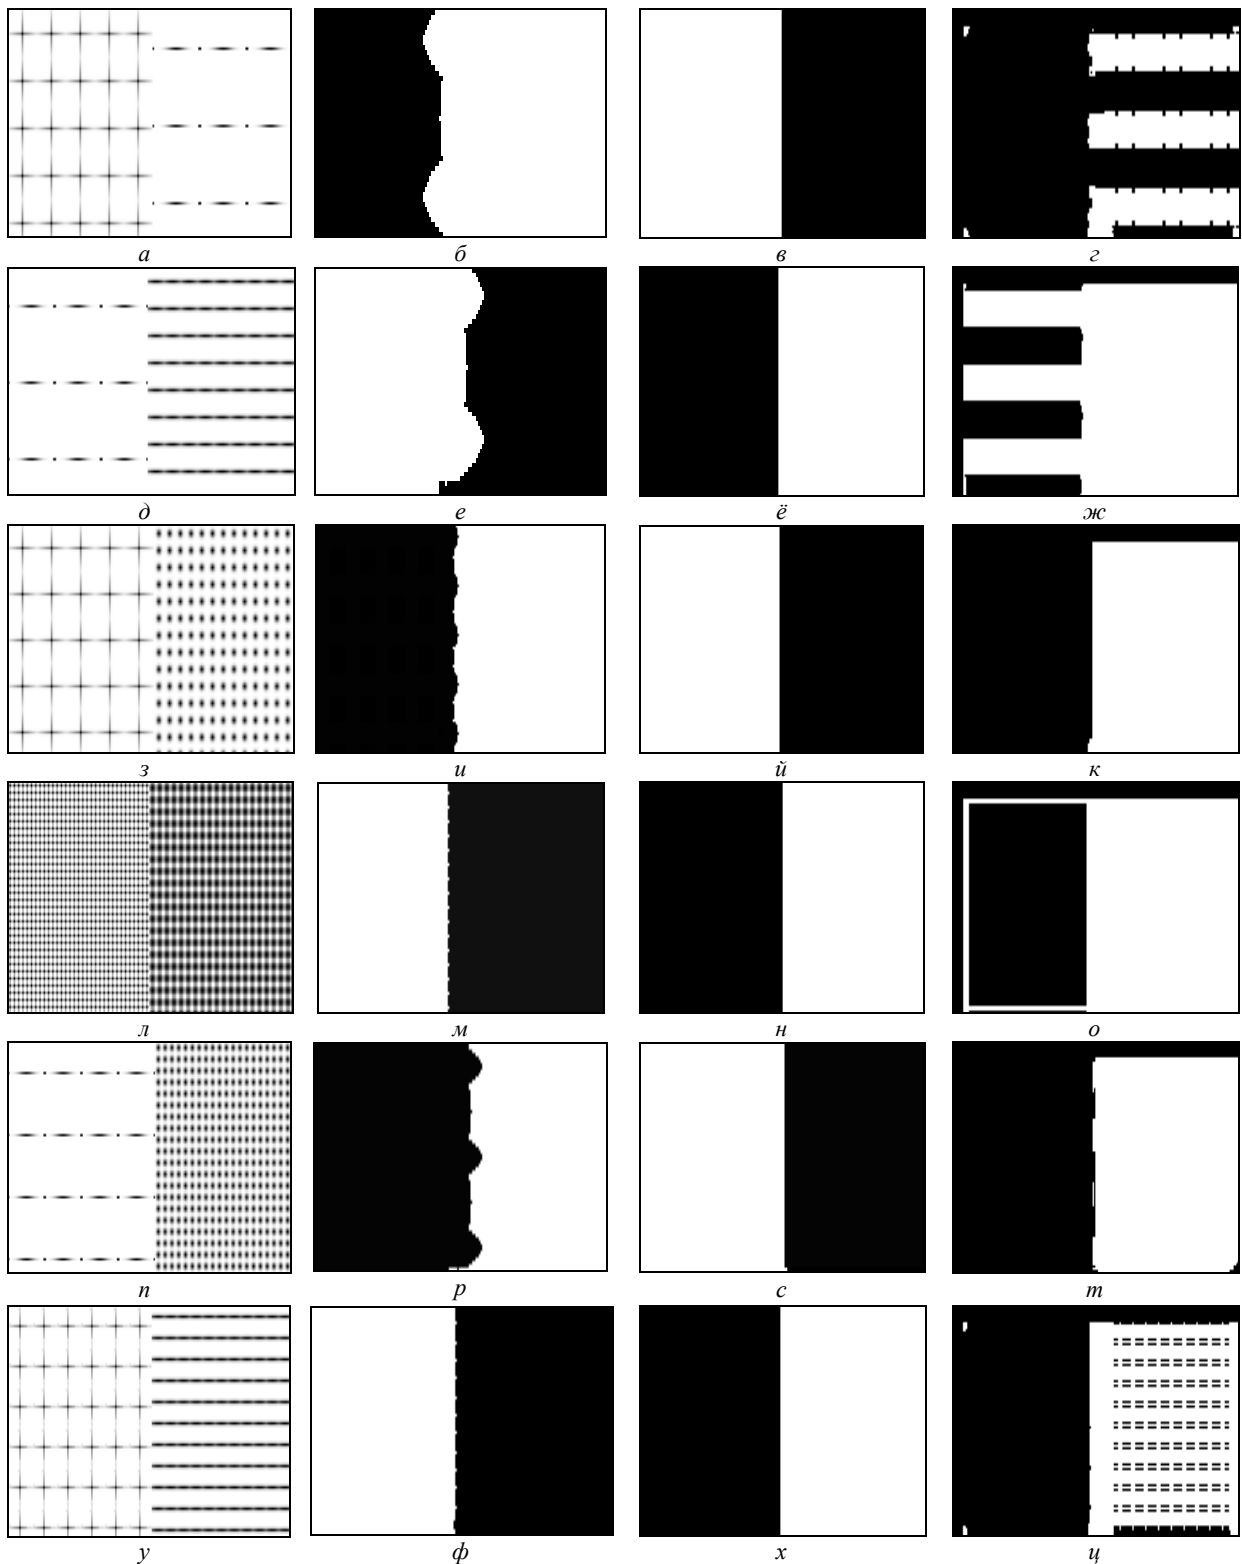 а б в г
д е ё ж
з и й к
л м н о
п р с т
у ф х ц